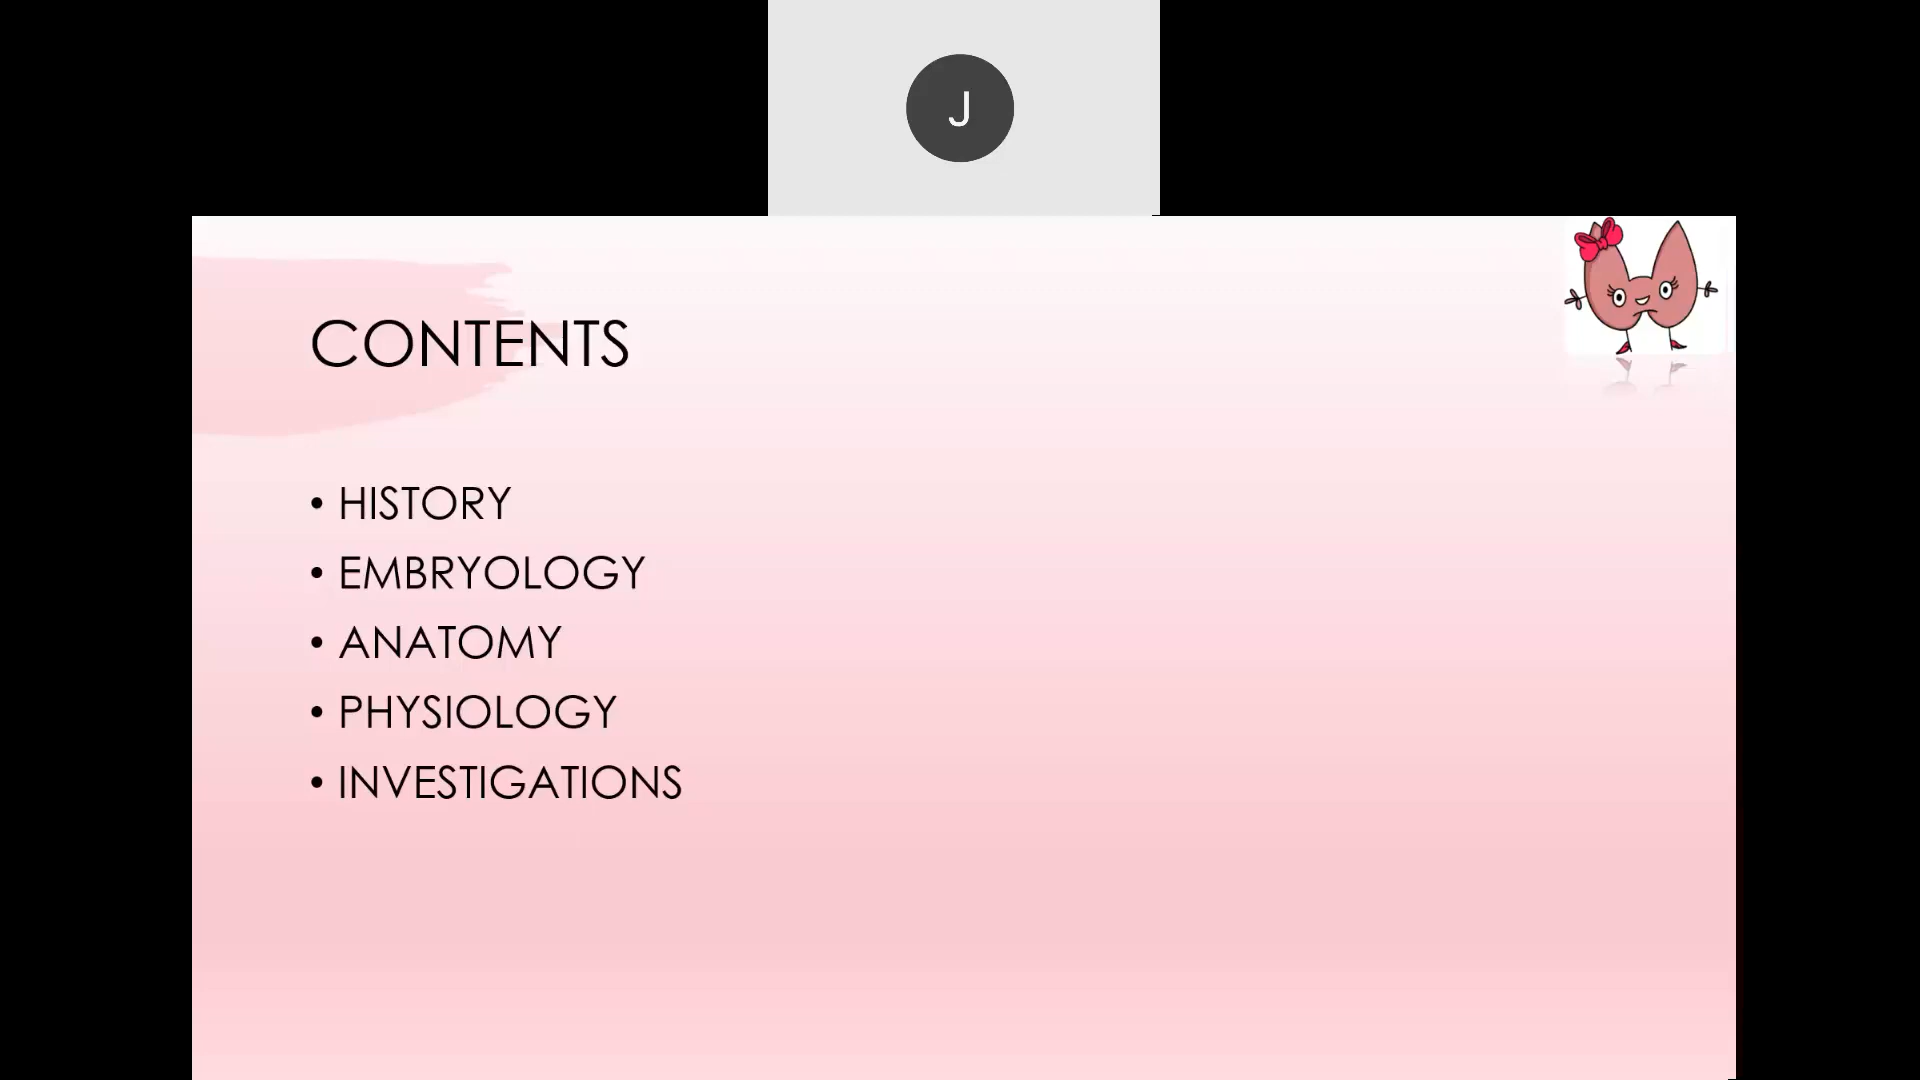 J
CONTENTS
• HISTORY
• EMBRYOLOGY
• ANATOMY
• PHYSIOLOGY
• INVESTIGATIONS